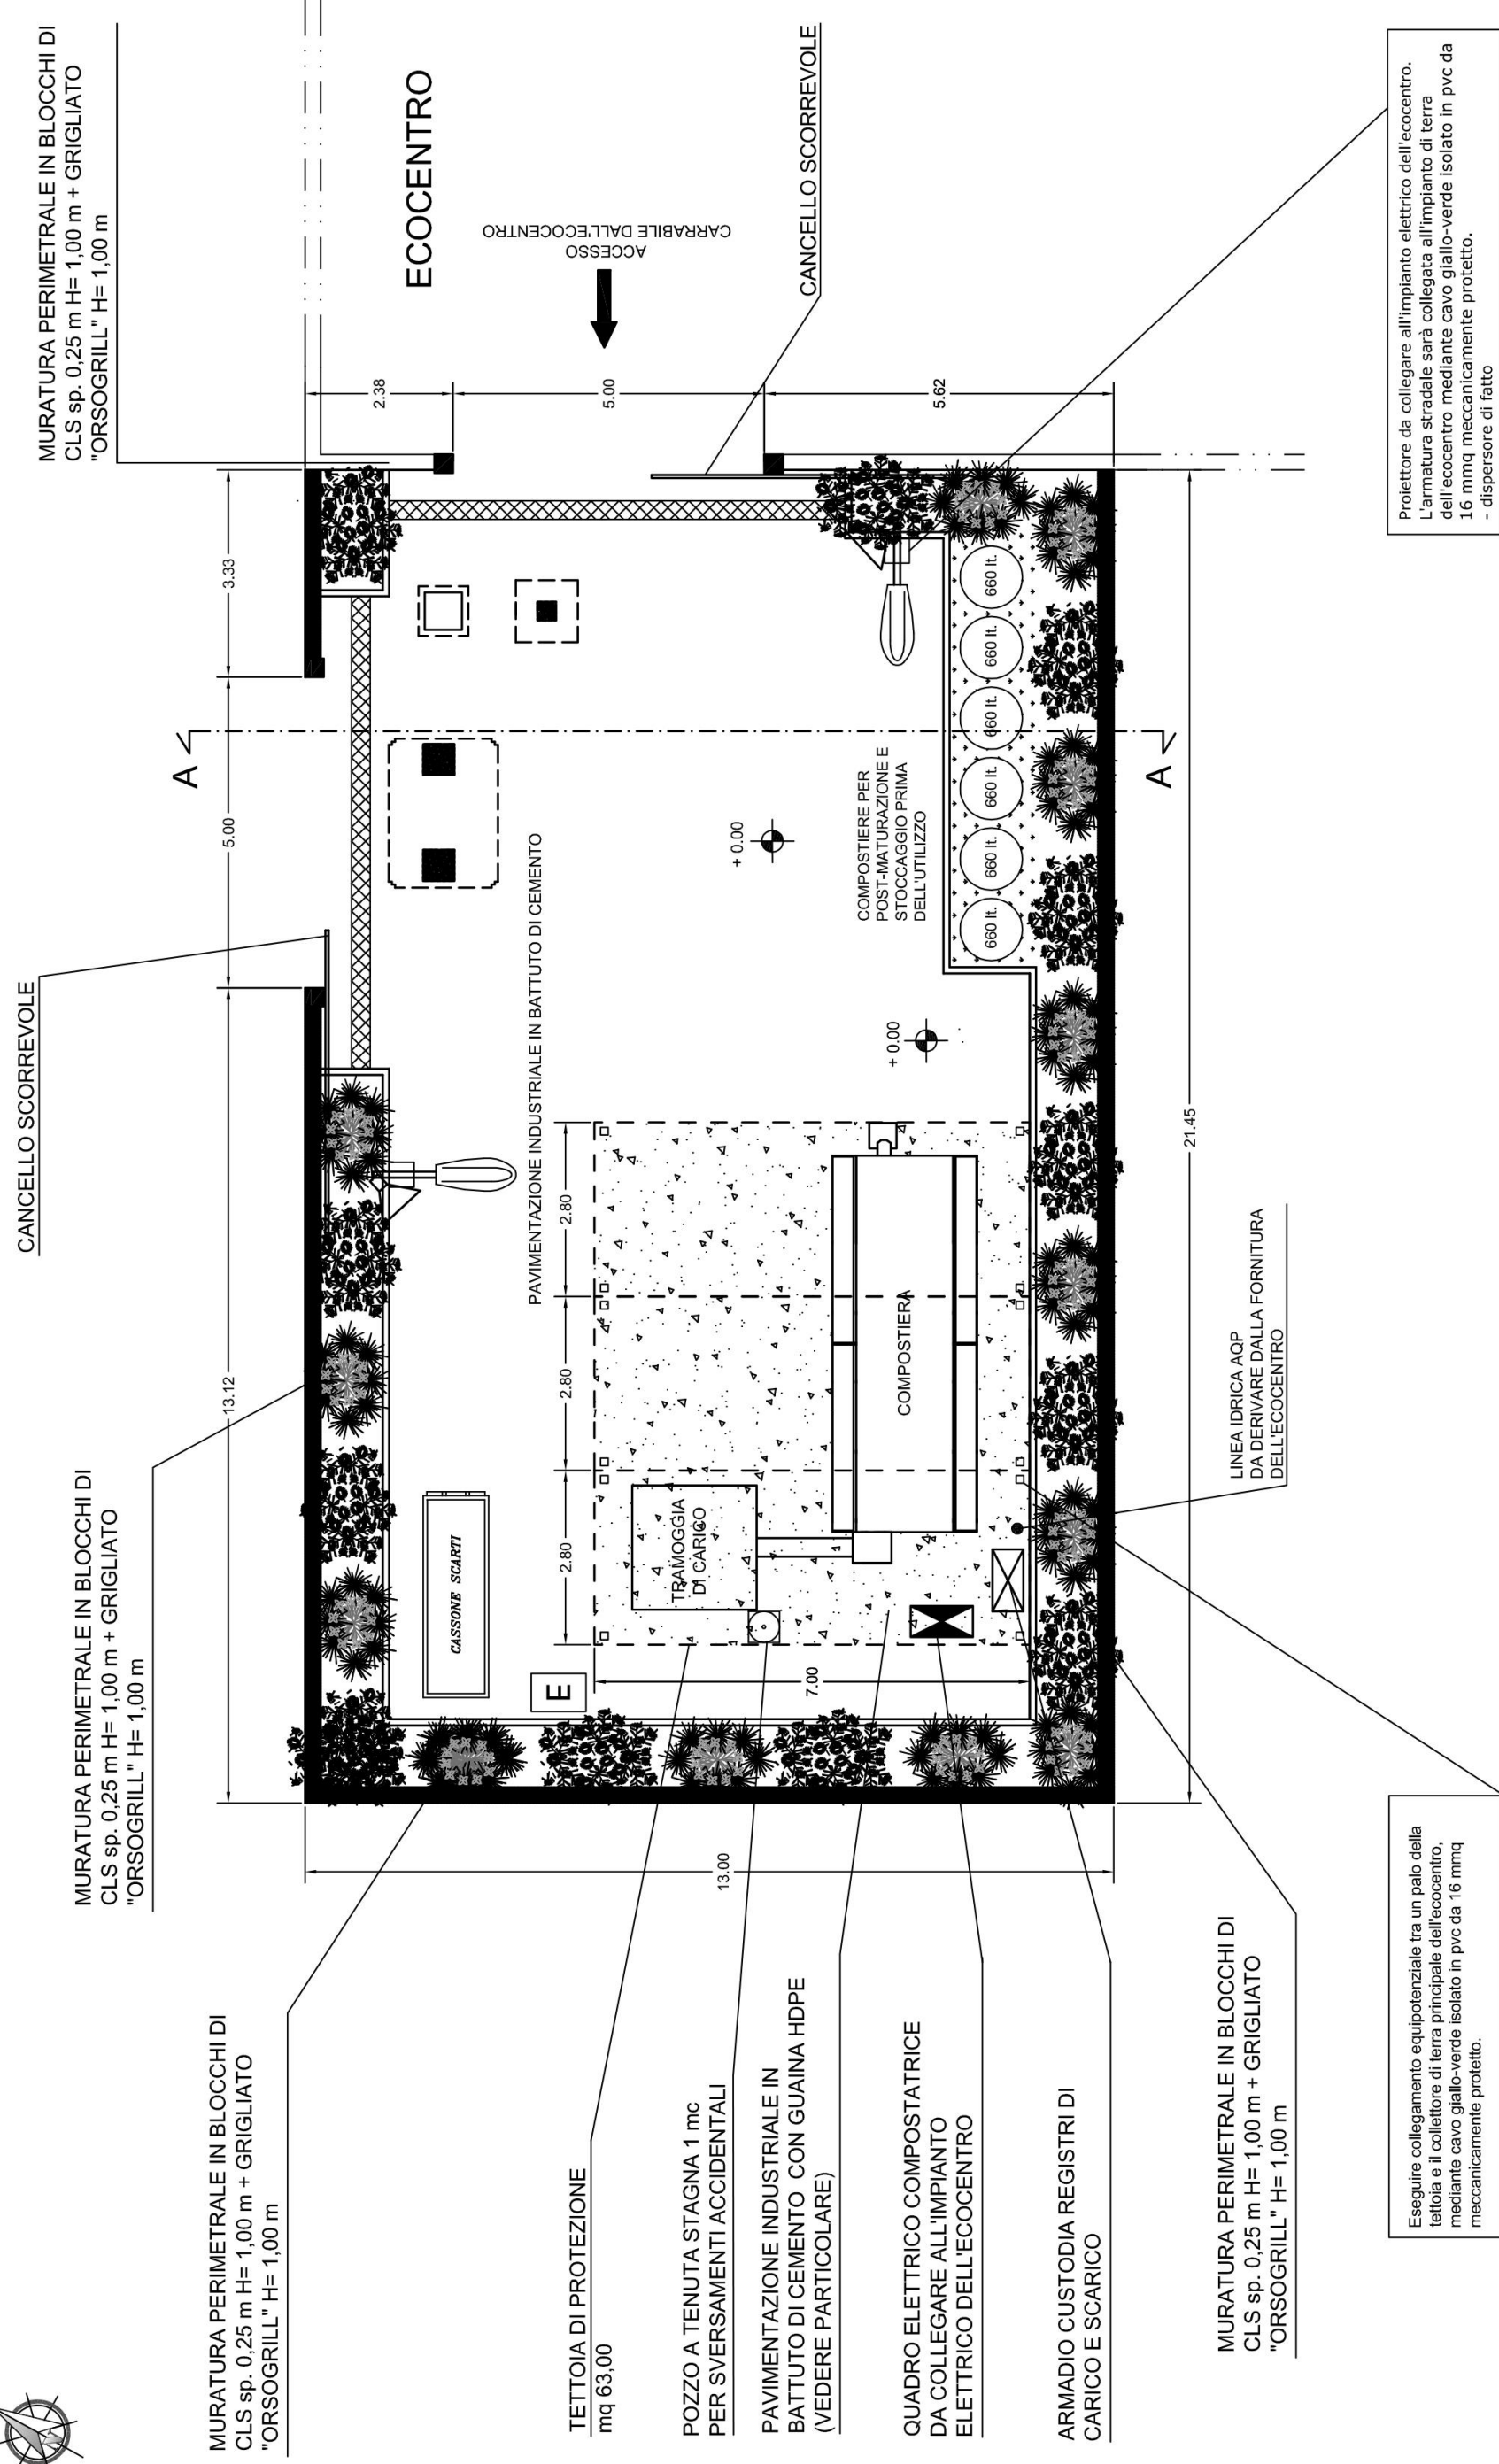 MURATURA PERIMETRALE IN BLOCCHI DI
CLS sp. 0,25 m H= 1,00 m + GRIGLIATO
"ORSOGRILL" H= 1,00 m
MURATURA PERIMETRALE IN BLOCCHI DI
CLS sp. 0,25 m H= 1,00 m + GRIGLIATO
"ORSOGRILL" H= 1,00 m
CANCELLO SCORREVOLE
MURATURA PERIMETRALE IN BLOCCHI DI
CLS sp. 0,25 m H= 1,00 m + GRIGLIATO
"ORSOGRILL" H= 1,00 m
13.12
5.00
3.33
A
ECOCENTRO
ACCESSO
CARRABILE DALL'ECOCENTRO
CANCELLO SCORREVOLE
2.38
5.00
5.62
CASSONE SCARTI
E
PAVIMENTAZIONE INDUSTRIALE IN BATTUTO DI CEMENTO
2.80
2.80
2.80
TRAMOGGIA
DI CARICO
COMPOSTIERA
7.00
+ 0.00
+ 0.00
COMPOSTIERE PER
POST-MATURAZIONE E
STOCCAGGIO PRIMA
DELL'UTILIZZO
660 lt.
660 lt.
660 lt.
660 lt.
660 lt.
660 lt.
A
13.00
21.45
TETTOIA DI PROTEZIONE
mq 63,00
POZZO A TENUTA STAGNA 1 mc
PER SVERSAMENTI ACCIDENTALI
PAVIMENTAZIONE INDUSTRIALE IN
BATTUTO DI CEMENTO CON GUAINA HDPE
(VEDERE PARTICOLARE)
QUADRO ELETTRICO COMPOSTATRICE
DA COLLEGARE ALL'IMPIANTO
ELETTRICO DELL'ECOCENTRO
ARMADIO CUSTODIA REGISTRI DI
CARICO E SCARICO
MURATURA PERIMETRALE IN BLOCCHI DI
CLS sp. 0,25 m H= 1,00 m + GRIGLIATO
"ORSOGRILL" H= 1,00 m
LINEA IDRICA AQP
DA DERIVARE DALLA FORNITURA
DELL'ECOCENTRO
Eseguire collegamento equipotenziale tra un palo della
tettoia e il collettore di terra principale dell'ecocentro,
mediante cavo giallo-verde isolato in pvc da 16 mmq
meccanicamente protetto.
Proiettore da collegare all'impianto elettrico dell'ecocentro.
L'armatura stradale sarà collegata all'impianto di terra
dell'ecocentro mediante cavo giallo-verde isolato in pvc da
16 mmq meccanicamente protetto.
- dispersore di fatto